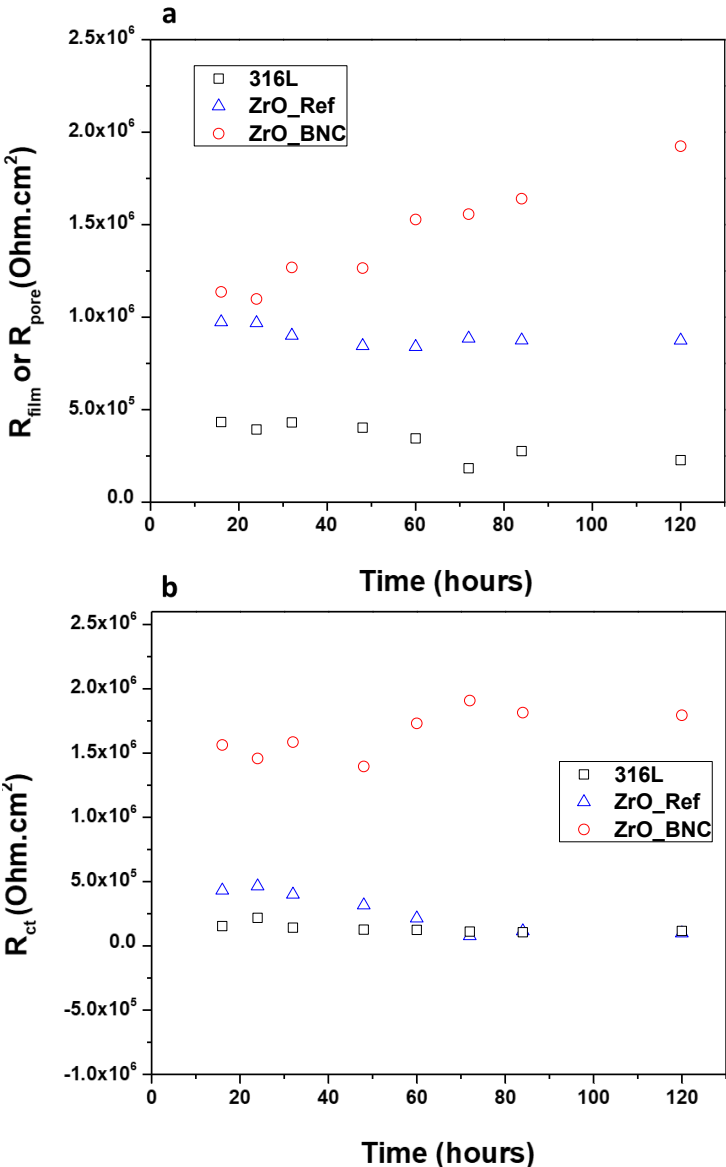 a
2.5x10⁶
2.0x10⁶
1.5x10⁶
1.0x10⁶
5.0x10⁵
0.0
R_film or R_pore (Ohm.cm²)
316L
ZrO_Ref
ZrO_BNC
0 20 40 60 80 100 120
Time (hours)
b
2.5x10⁶
2.0x10⁶
1.5x10⁶
1.0x10⁶
5.0x10⁵
0.0
-5.0x10⁵
-1.0x10⁶
R_ct (Ohm.cm²)
316L
ZrO_Ref
ZrO_BNC
0 20 40 60 80 100 120
Time (hours)